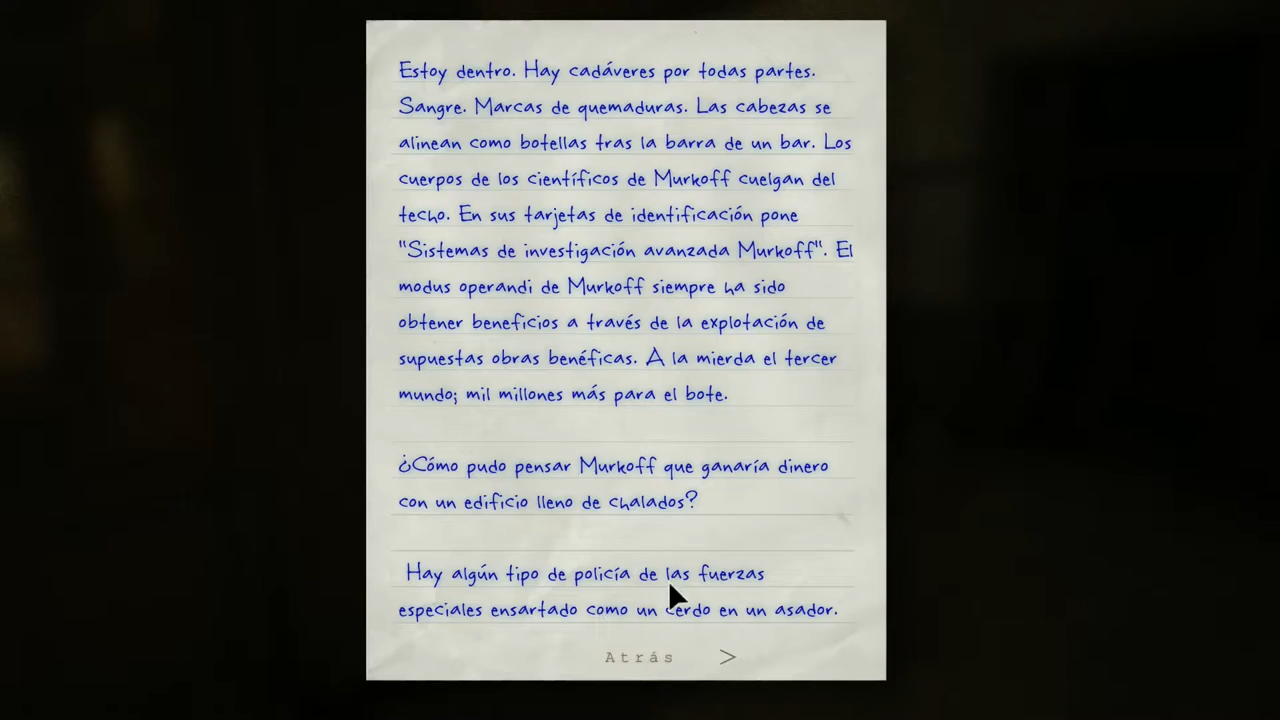 Estoy dentro. Hay cadáveres por todas partes.
Sangre. Marcas de quemaduras. Las cabezas se
alinean como botellas tras la barra de un bar. Los
cuerpos de los científicos de Murkoff cuelgan del
techo. En sus tarjetas de identificación pone
"Sistemas de investigación avanzada Murkoff". El
modus operandi de Murkoff siempre ha sido
obtener beneficios a través de la explotación de
supuestas obras benéficas. A la mierda el tercer
mundo; mil millones más para el bote.
¿Cómo pudo pensar Murkoff que ganaría dinero
con un edificio lleno de chalados?
Hay algún tipo de policía de las fuerzas
especiales ensartado como un cerdo en un asador.
Atrás >